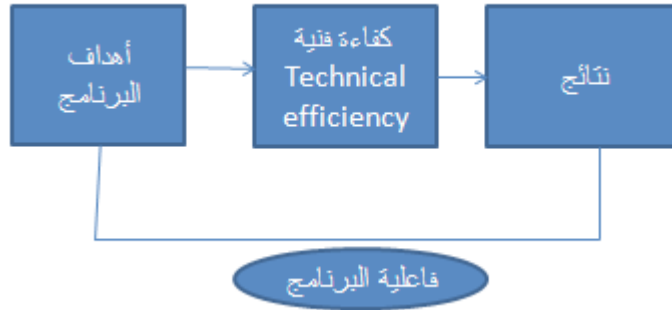 أهداف
البرنامج
كفاءة فنية
Technical
efficiency
نتائج
فاعلية البرنامج